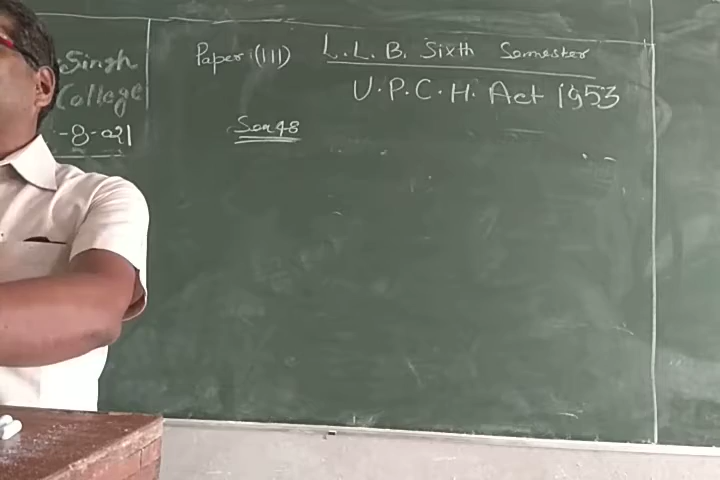 Singh
College
-8-021
Paper (III) L.L.B. Sixth Semester
U.P.C.H. Act 1953
Sec 48